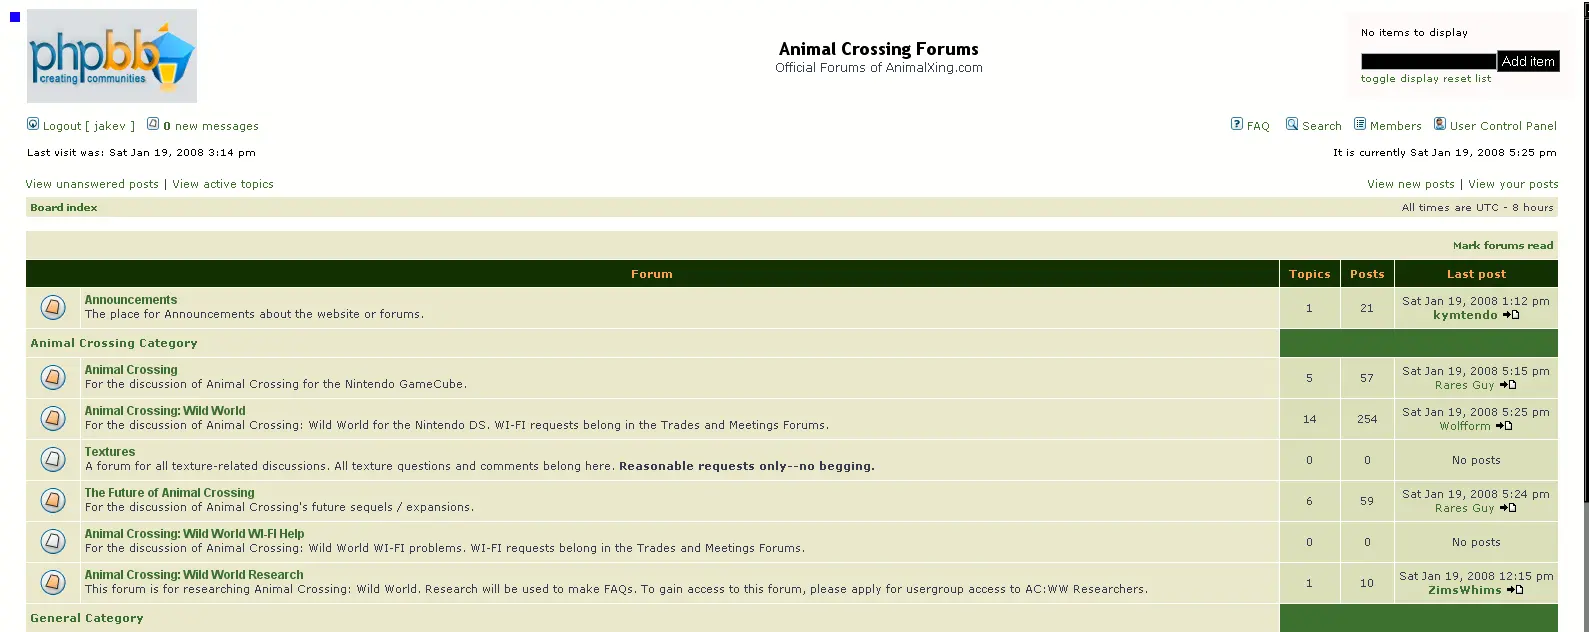 phpbb
creating communities
Animal Crossing Forums
Official Forums of AnimalXing.com
No items to display
Add item
toggle display reset list
Logout [ jakev ] 0 new messages
FAQ Search Members User Control Panel
Last visit was: Sat Jan 19, 2008 3:14 pm
It is currently Sat Jan 19, 2008 5:25 pm
View unanswered posts | View active topics
View new posts | View your posts
Board index
All times are UTC - 8 hours
Mark forums read
Forum Topics Posts Last post
Announcements
The place for Announcements about the website or forums.
1 21
Sat Jan 19, 2008 1:12 pm
kymtendo
Animal Crossing Category
Animal Crossing
For the discussion of Animal Crossing for the Nintendo GameCube.
5 57
Sat Jan 19, 2008 5:15 pm
Rares Guy
Animal Crossing: Wild World
For the discussion of Animal Crossing: Wild World for the Nintendo DS. WI-FI requests belong in the Trades and Meetings Forums.
14 254
Sat Jan 19, 2008 5:25 pm
Wolfform
Textures
A forum for all texture-related discussions. All texture questions and comments belong here. Reasonable requests only--no begging.
0 0 No posts
The Future of Animal Crossing
For the discussion of Animal Crossing's future sequels / expansions.
6 59
Sat Jan 19, 2008 5:24 pm
Rares Guy
Animal Crossing: Wild World WI-FI Help
For the discussion of Animal Crossing: Wild World WI-FI problems. WI-FI requests belong in the Trades and Meetings Forums.
0 0 No posts
Animal Crossing: Wild World Research
This forum is for researching Animal Crossing: Wild World. Research will be used to make FAQs. To gain access to this forum, please apply for usergroup access to AC:WW Researchers.
1 10
Sat Jan 19, 2008 12:15 pm
ZimsWhims
General Category